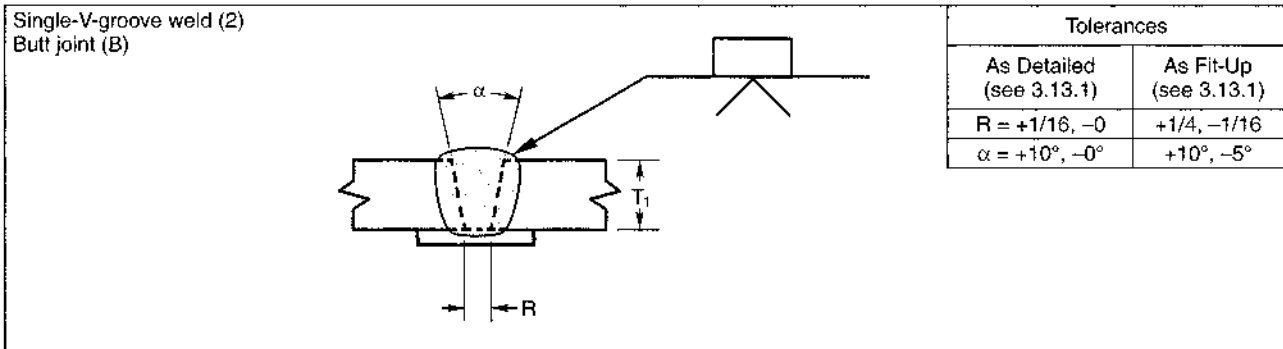 Single-V-groove weld (2)
Butt joint (B)
Tolerances
As Detailed
(see 3.13.1)
As Fit-Up
(see 3.13.1)
R = +1/16, –0
+1/4, –1/16
α = +10°, –0°
+10°, –5°
α
T₁
R